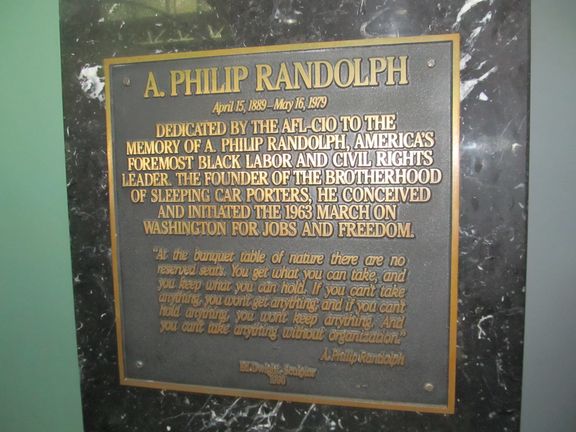 A. PHILIP RANDOLPH
April 15, 1889–May 16, 1979
DEDICATED BY THE AFL-CIO TO THE
MEMORY OF A. PHILIP RANDOLPH, AMERICA'S
FOREMOST BLACK LABOR AND CIVIL RIGHTS
LEADER. THE FOUNDER OF THE BROTHERHOOD
OF SLEEPING CAR PORTERS, HE CONCEIVED
AND INITIATED THE 1963 MARCH ON
WASHINGTON FOR JOBS AND FREEDOM.
"At the banquet table of nature there are no
reserved seats. You get what you can take, and
you keep what you can hold. If you can't take
anything, you won't get anything; and if you can't
hold anything, you won't keep anything. And
you can't take anything without organization."
A. Philip Randolph
Dwight-Sculptor
1990